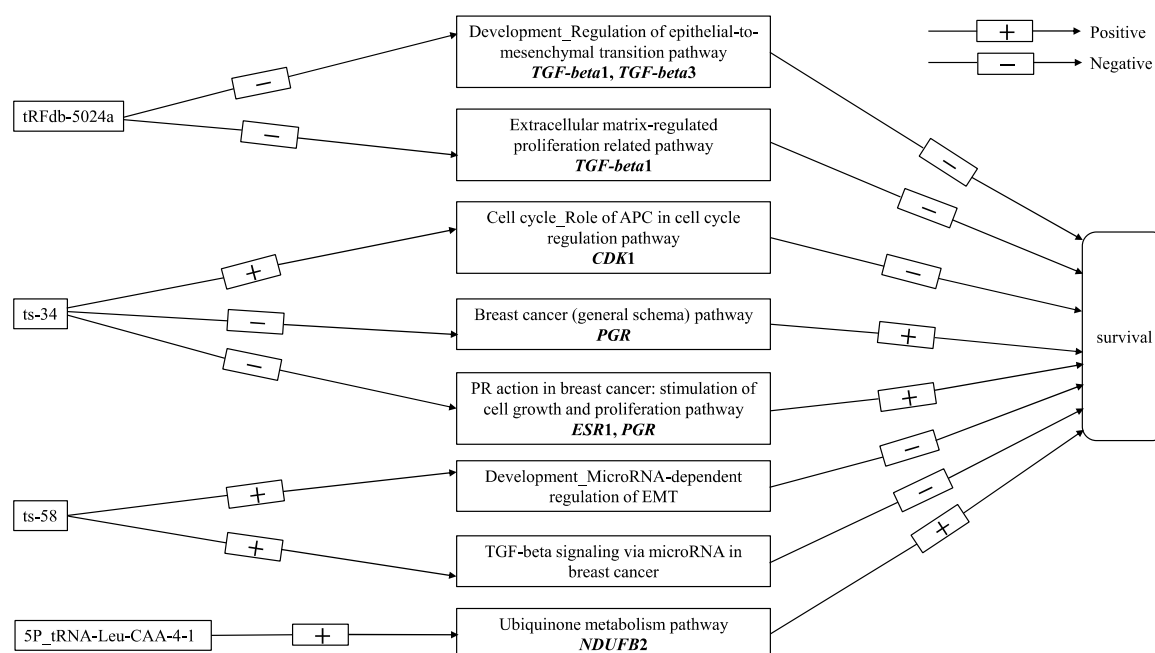 Development_Regulation of epithelial-to-
mesenchymal transition pathway
TGF-beta1, TGF-beta3
+
Positive
−
Negative
−
tRFdb-5024a
−
Extracellular matrix-regulated
proliferation related pathway
TGF-beta1
−
−
Cell cycle_Role of APC in cell cycle
regulation pathway
CDK1
+
−
ts-34
−
Breast cancer (general schema) pathway
PGR
+
survival
−
PR action in breast cancer: stimulation of
cell growth and proliferation pathway
ESR1, PGR
+
Development_MicroRNA-dependent
regulation of EMT
+
−
ts-58
+
TGF-beta signaling via microRNA in
breast cancer
−
5P_tRNA-Leu-CAA-4-1
+
Ubiquinone metabolism pathway
NDUFB2
+